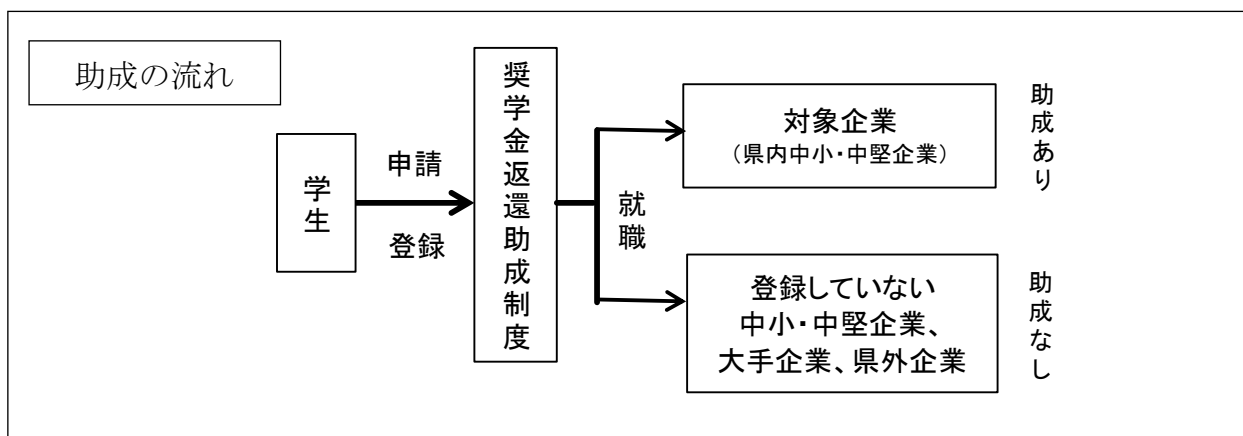 助成の流れ
学生
申請
登録
奨学金返還助成制度
就職
対象企業
（県内中小・中堅企業）
助成あり
登録していない
中小・中堅企業、
大手企業、県外企業
助成なし